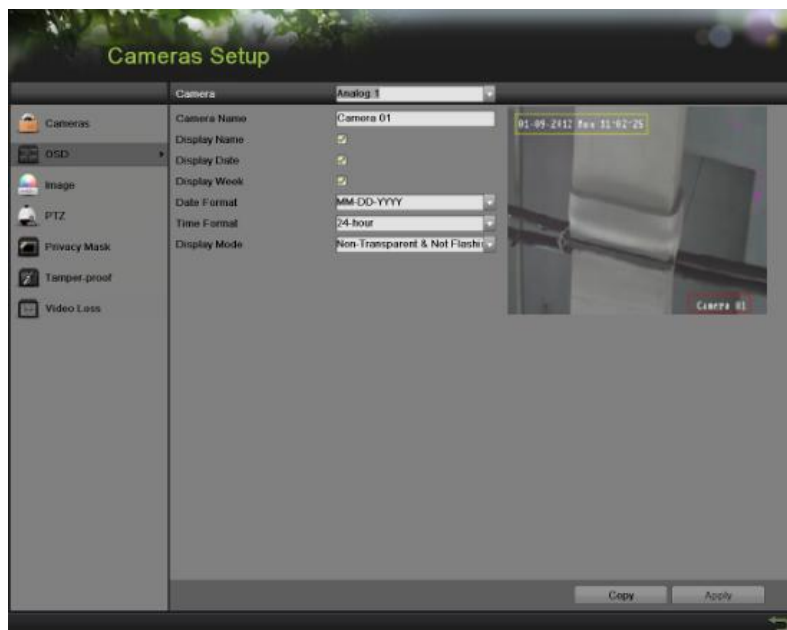 Cameras Setup
Camera Analog 1
Cameras
OSD
Image
PTZ
Privacy Mask
Tamper-proof
Video Loss
Camera Name Camera 01
Display Name
Display Date
Display Week
Date Format MM-DD-YYYY
Time Format 24-hour
Display Mode Non-Transparent & Not Flashi
01-09-2012 Mon 11:02:25
Camera 01
Copy Apply